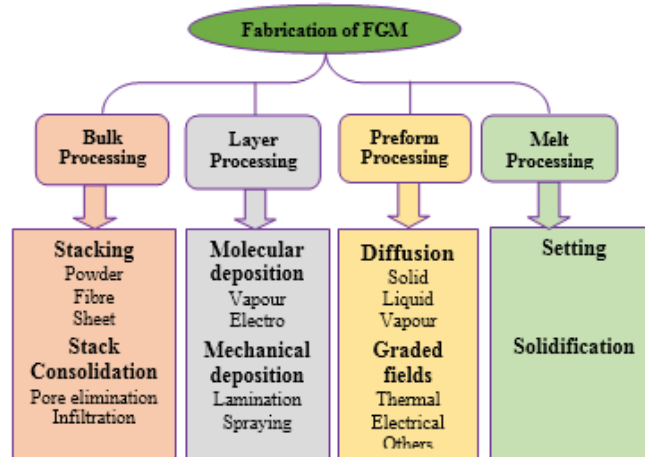 Fabrication of FGM
Bulk
Processing
Layer
Processing
Preform
Processing
Melt
Processing
Stacking
Powder
Fibre
Sheet
Stack
Consolidation
Pore elimination
Infiltration
Molecular
deposition
Vapour
Electro
Mechanical
deposition
Lamination
Spraying
Diffusion
Solid
Liquid
Vapour
Graded
fields
Thermal
Electrical
Others
Setting
Solidification